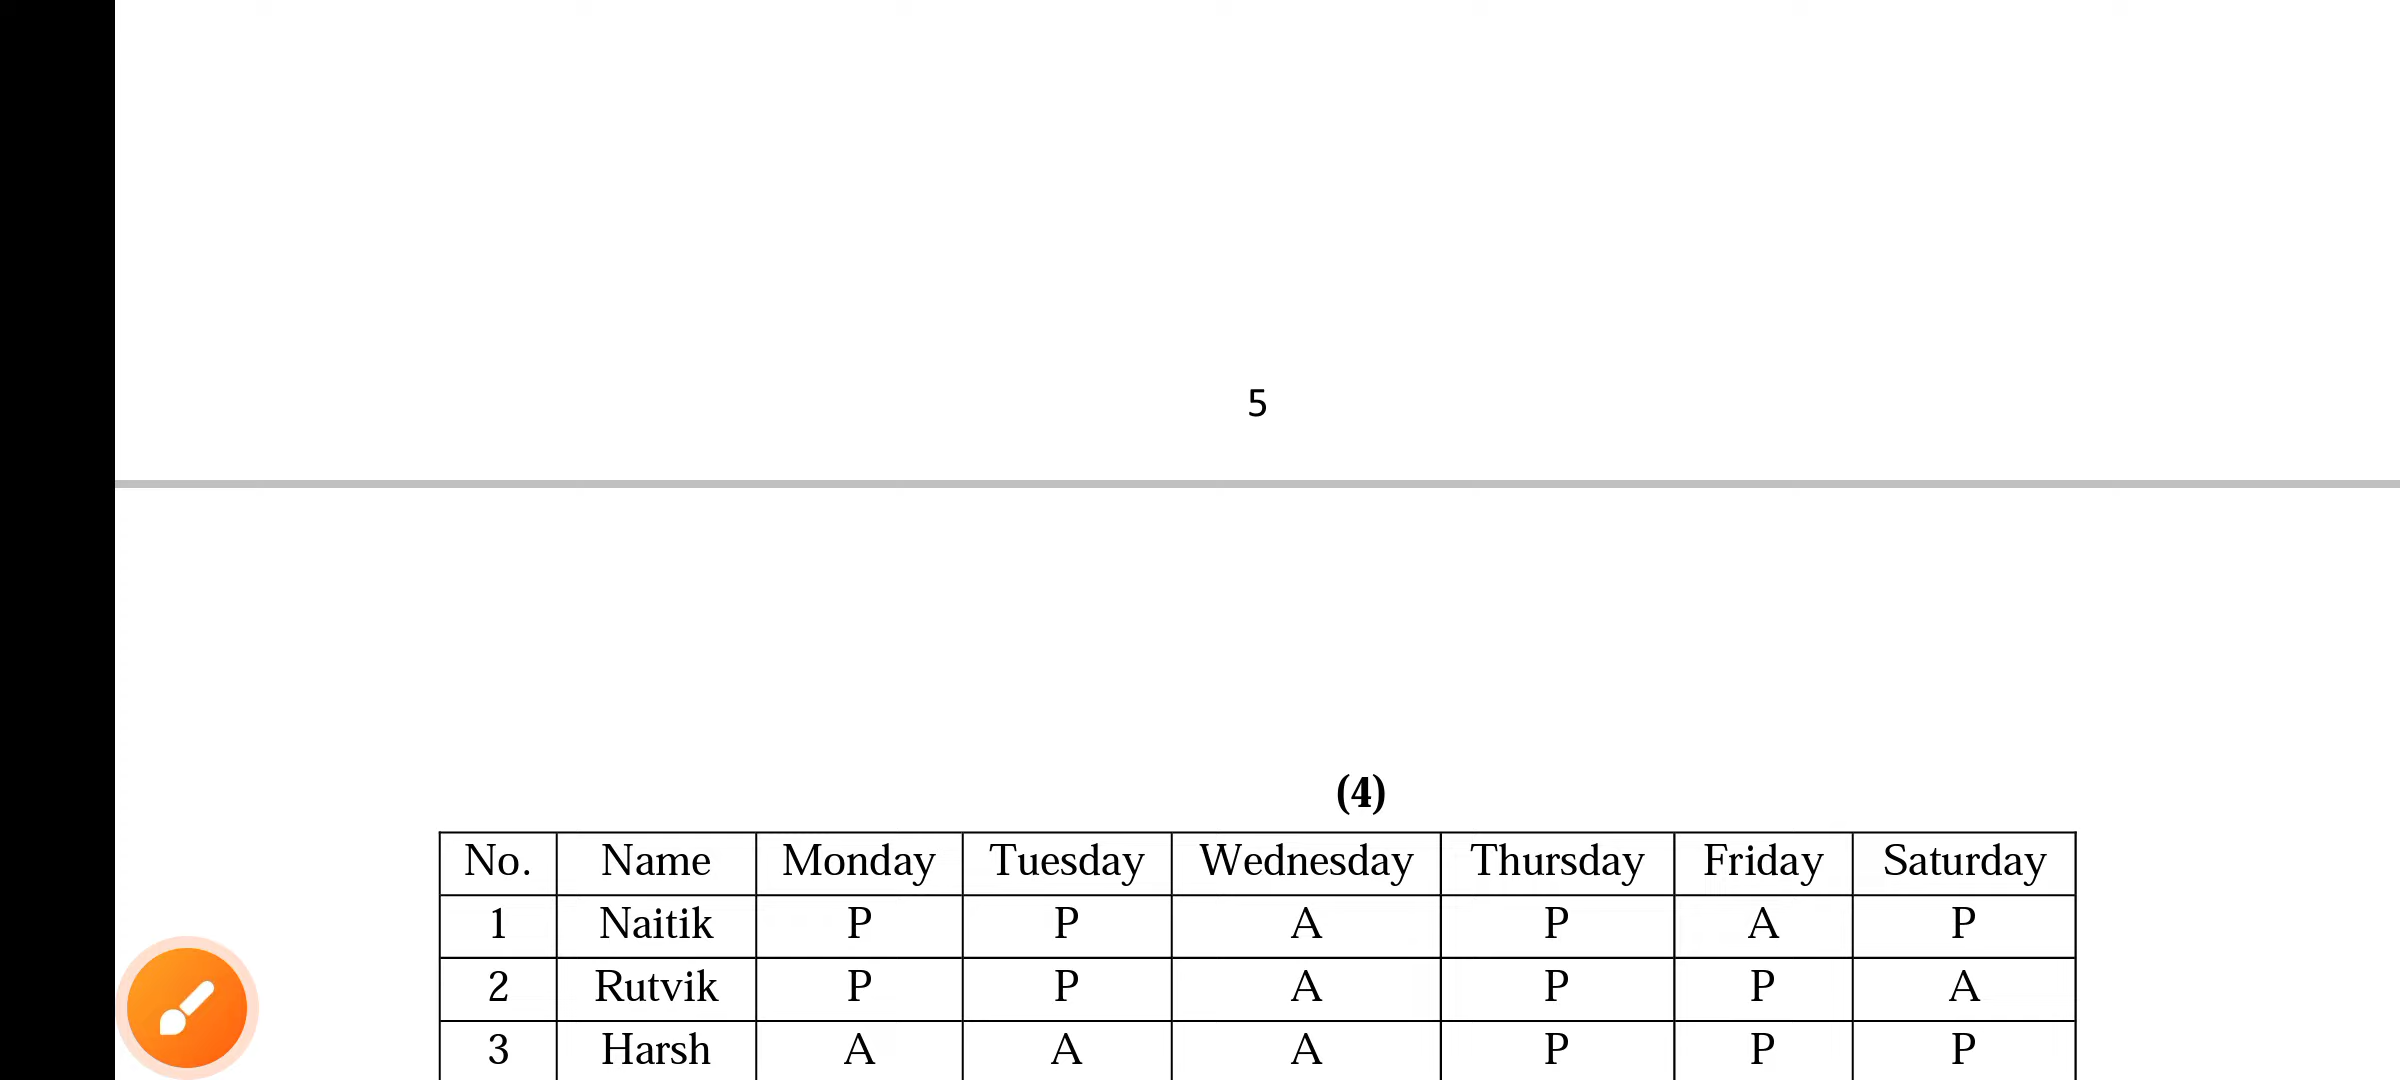 5
(4)
No. Name Monday Tuesday Wednesday Thursday Friday Saturday
1 Naitik P P A P A P
2 Rutvik P P A P P A
3 Harsh A A A P P P